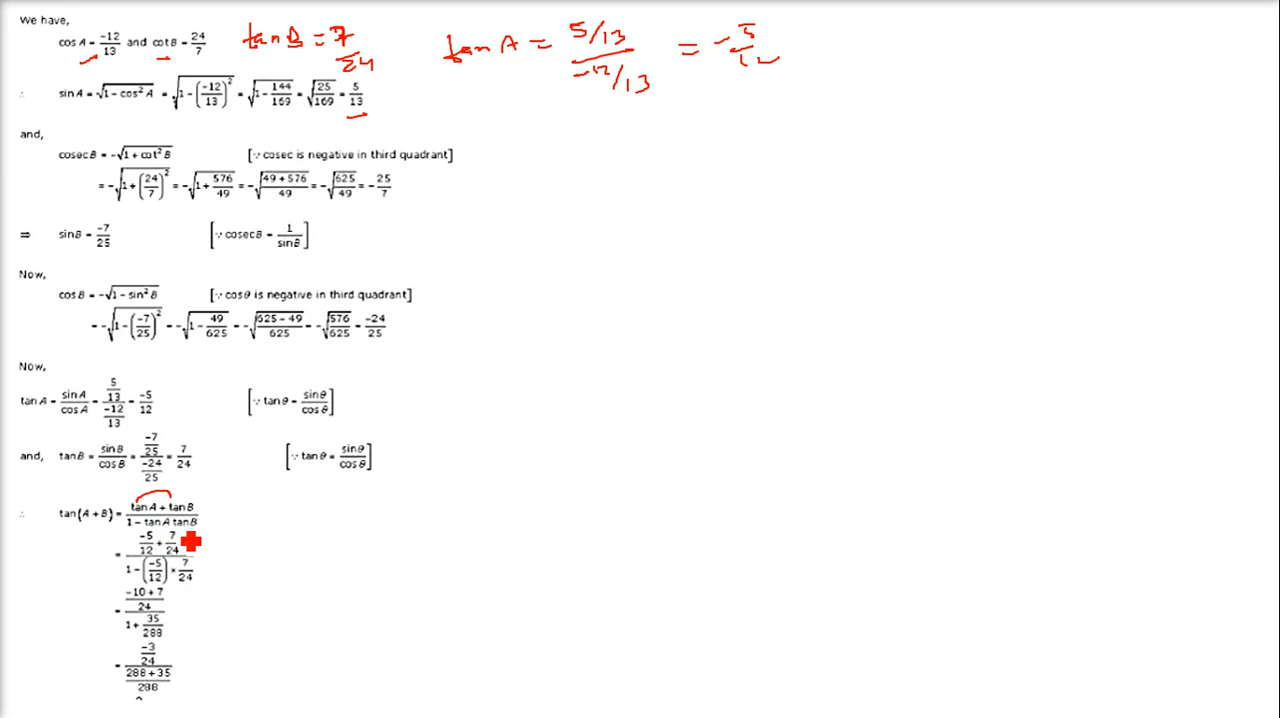 We have,
cos A = -12/13 and cot B = 24/7
tan B = 7/24
tan A = 5/13 / -12/13 = -5/12
∴ sin A = √(1 - cos² A) = √(1 - (-12/13)²) = √(1 - 144/169) = √(25/169) = 5/13
and,
cosec B = -√(1 + cot² B) [∵ cosec is negative in third quadrant]
= -√(1 + (24/7)²) = -√(1 + 576/49) = -√((49 + 576)/49) = -√(625/49) = -25/7
⇒ sin B = -7/25 [∵ cosec B = 1/sin B]
Now,
cos B = -√(1 - sin² B) [∵ cos θ is negative in third quadrant]
= -√(1 - (-7/25)²) = -√(1 - 49/625) = -√((625 - 49)/625) = -√(576/625) = -24/25
Now,
tan A = sin A/cos A = (5/13)/(-12/13) = -5/12 [∵ tan θ = sin θ/cos θ]
and, tan B = sin B/cos B = (-7/25)/(-24/25) = 7/24 [∵ tan θ = sin θ/cos θ]
∴ tan(A + B) = (tan A + tan B)/(1 - tan A tan B)
= (-5/12 + 7/24)/(1 - (-5/12) × 7/24)
= ((-10 + 7)/24)/(1 + 35/288)
= (-3/24)/((288 + 35)/288)